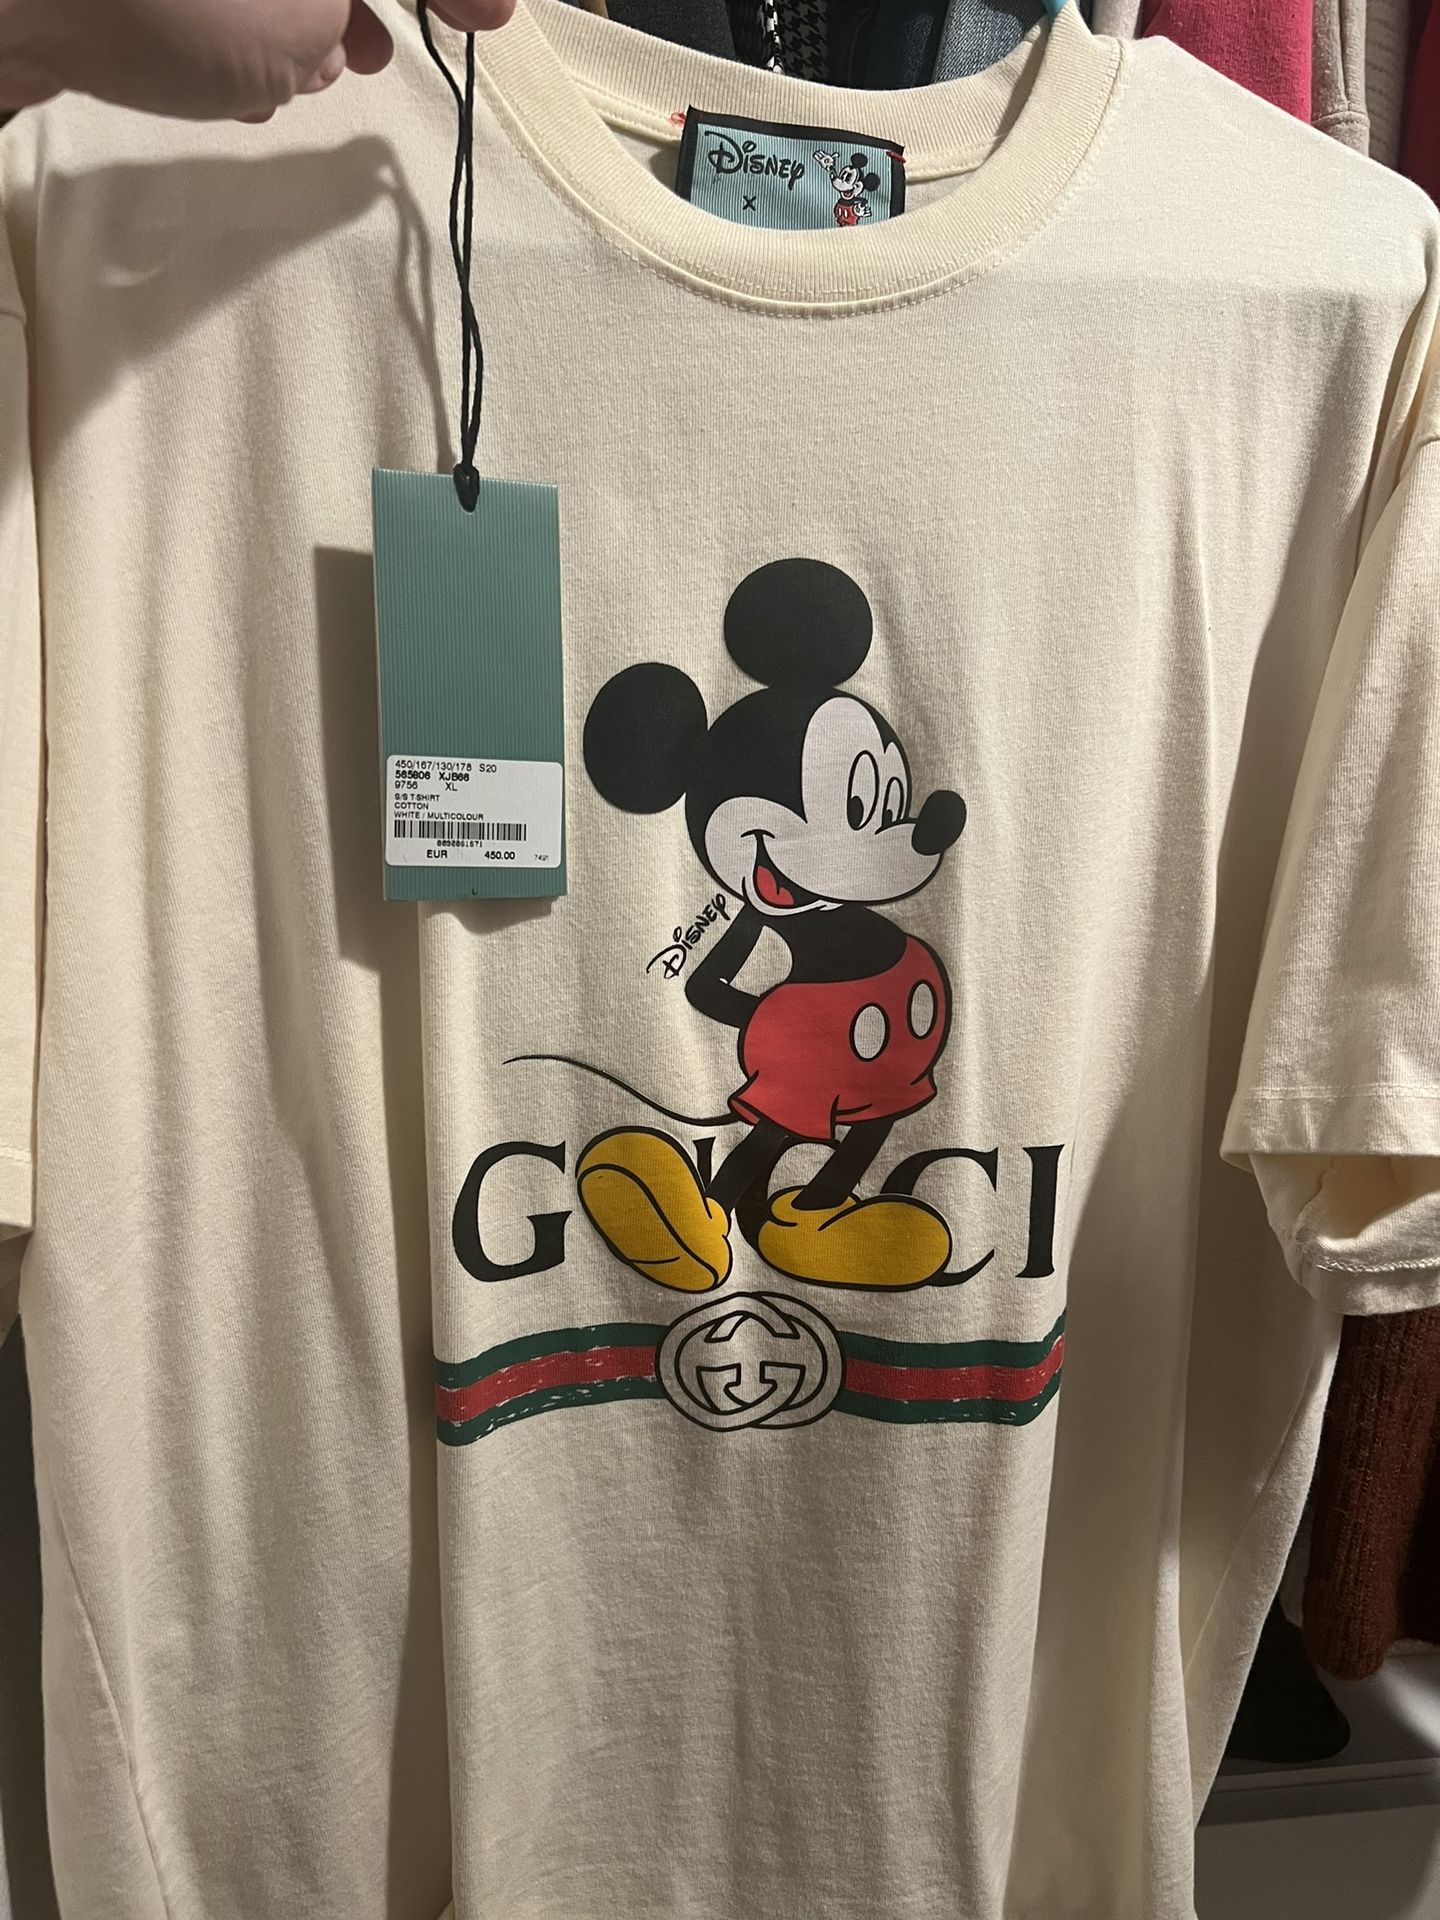 Disney
x
450/167/130/178 S20
565806 XJB66
9756 XL
S/S T-SHIRT
COTTON
WHITE / MULTICOLOUR
EUR 450.00 7491
Disney
GUCCI